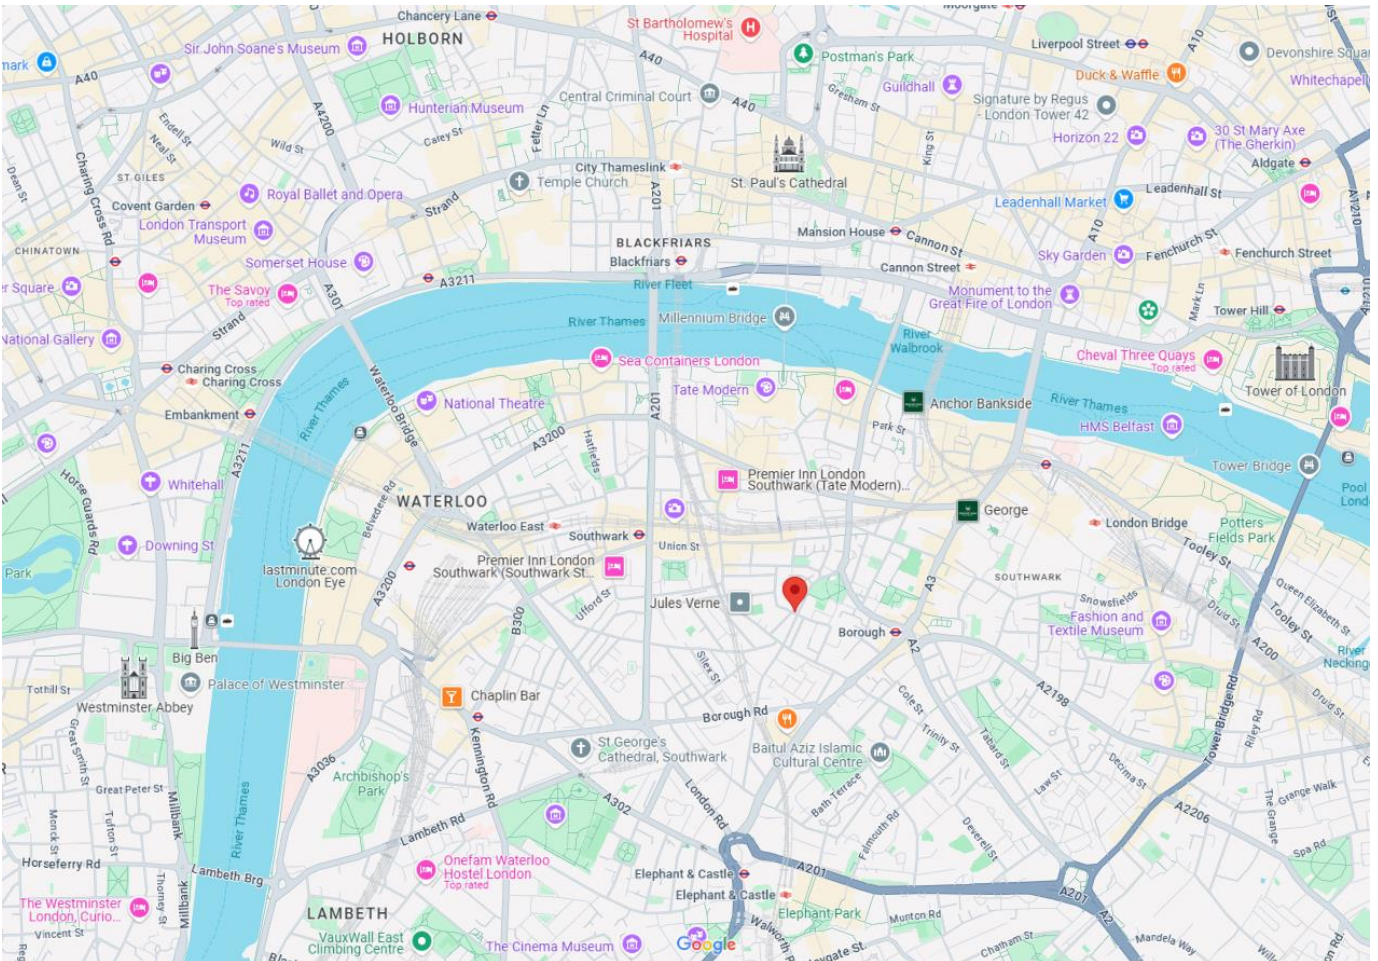 Chancery Lane
HOLBORN
St Bartholomew's
Hospital
Liverpool Street
A10
Devonshire Squar
Sir John Soane's Museum
mark
A40
A40
Postman's Park
Duck & Waffle
Whitechapel
Guildhall
Hunterian Museum
Central Criminal Court
A40
Gresham St
Signature by Regus
- London Tower 42
A4200
Fetter Ln
Carey St
Endell St
Neal St
Wild St
King St
Horizon 22
30 St Mary Axe
(The Gherkin)
Aldgate
Charing Cross Rd
Dean St
ST GILES
City Thameslink
Temple Church
St. Paul's Cathedral
Leadenhall St
A1210
Royal Ballet and Opera
A201
Leadenhall Market
Covent Garden
Strand
London Transport
Museum
BLACKFRIARS
Mansion House
Cannon St
A10
Fenchurch St
CHINATOWN
Blackfriars
Sky Garden
Fenchurch Street
Somerset House
Cannon Street
A3211
River Fleet
er Square
The Savoy
Top rated
A301
Monument to the
Great Fire of London
Mark Ln
A1210
Tower Hill
Strand
River Thames
Millennium Bridge
River
Walbrook
National Gallery
Sea Containers London
Cheval Three Quays
Top rated
Charing Cross
Charing Cross
Tate Modern
Tower of London
Waterloo Bridge
River Thames
National Theatre
A201
Anchor Bankside
River Thames
Embankment
HMS Belfast
Park St
A3200
Hatfields
A3211
Tower Bridge
Horse Guards Rd
Whitehall
Premier Inn London
Southwark (Tate Modern)...
Pool
Lond
WATERLOO
Belvedere Rd
George
Waterloo East
London Bridge
Potters
Fields Park
Southwark
Downing St
Union St
Tooley St
Premier Inn London
Southwark (Southwark St...
lastminute.com
London Eye
Park
A3200
A3
SOUTHWARK
Queen Elizabeth St
Ufford St
Jules Verne
Snowsfields
Druid St
Tooley St
B300
Fashion and
Textile Museum
Borough
A2
A200
River
Necking
Big Ben
Silex St
Palace of Westminster
Tothill St
Westminster Abbey
Chaplin Bar
A2198
Cole St
Druid St
Borough Rd
Trinity St
Tabard St
Tower Bridge Rd
Riley Rd
Great Smith St
St George's
Cathedral, Southwark
Baitul Aziz Islamic
Cultural Centre
Kennington Rd
A3036
Archbishop's
Park
Law St
Decima St
Great Peter St
Millbank
Bath Terrace
A302
London Rd
The Grange
Grange Walk
A2206
Monck St
Tufton St
River Thames
Lambeth Rd
Falmouth Rd
Deverell St
Spa Rd
Horseferry Rd
Lambeth Brg
Onefam Waterloo
Hostel London
Top rated
Elephant & Castle
A201
Elephant & Castle
A201
The Westminster
London, Curio...
Thorney St
Millbank
LAMBETH
Elephant Park
Munton Rd
A2
Vincent St
VauxWall East
Climbing Centre
The Cinema Museum
Google
Walworth R
Mandela Way
Chatham St